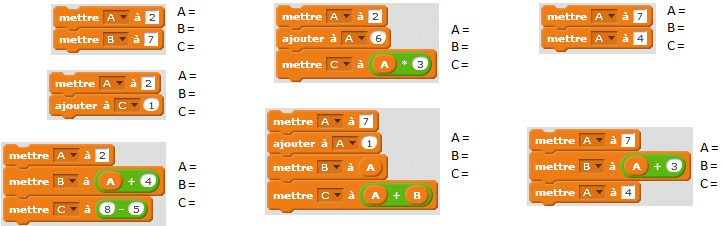 mettre A à 2
mettre B à 7
A =
B =
C =
mettre A à 2
ajouter à A 6
mettre C à A * 3
A =
B =
C =
mettre A à 7
mettre A à 4
A =
B =
C =
mettre A à 2
ajouter à C 1
A =
B =
C =
mettre A à 2
mettre B à A + 4
mettre C à 8 - 5
A =
B =
C =
mettre A à 7
ajouter à A 1
mettre B à A
mettre C à A + B
A =
B =
C =
mettre A à 7
mettre B à A + 3
mettre A à 4
A =
B =
C =